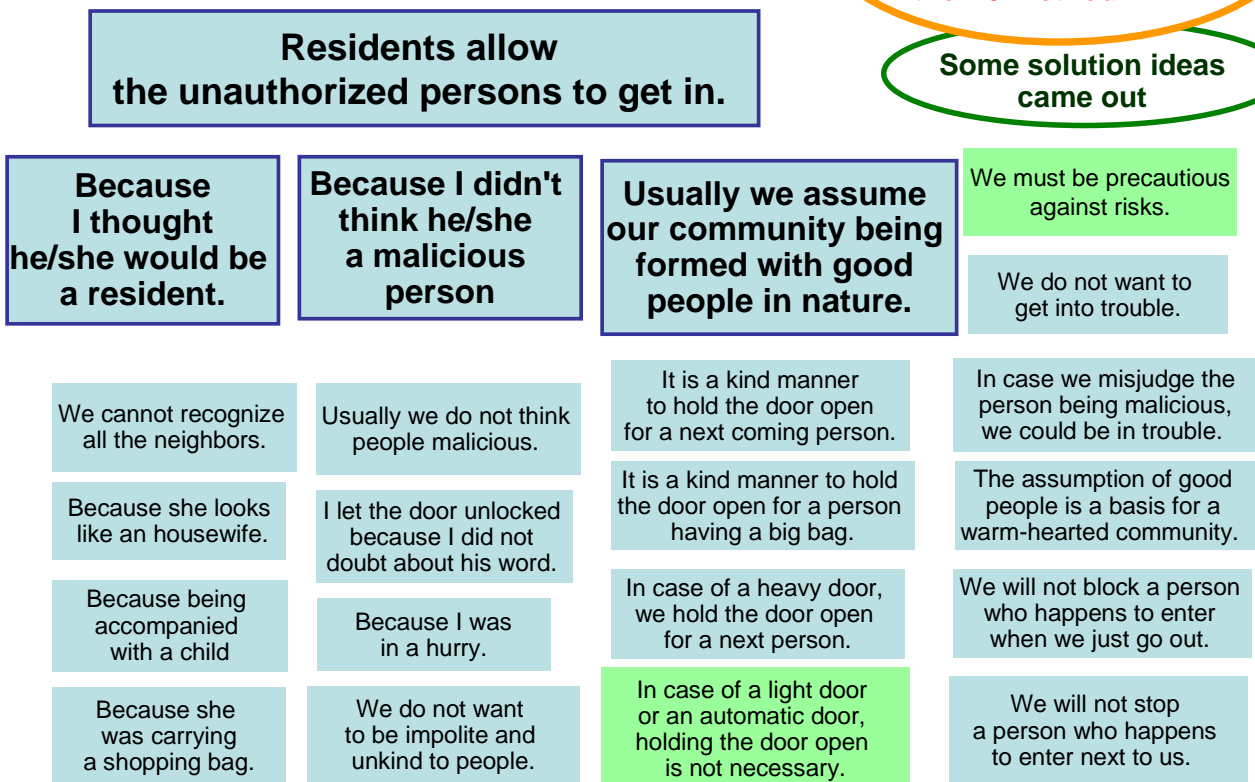 Residents allow
the unauthorized persons to get in.
Some solution ideas
came out
Because
I thought
he/she would be
a resident.
We cannot recognize
all the neighbors.
Because she looks
like an housewife.
Because being
accompanied
with a child
Because she
was carrying
a shopping bag.
Because I didn't
think he/she
a malicious
person
Usually we do not think
people malicious.
I let the door unlocked
because I did not
doubt about his word.
Because I was
in a hurry.
We do not want
to be impolite and
unkind to people.
Usually we assume
our community being
formed with good
people in nature.
It is a kind manner
to hold the door open
for a next coming person.
It is a kind manner to hold
the door open for a person
having a big bag.
In case of a heavy door,
we hold the door open
for a next person.
In case of a light door
or an automatic door,
holding the door open
is not necessary.
We must be precautious
against risks.
We do not want to
get into trouble.
In case we misjudge the
person being malicious,
we could be in trouble.
The assumption of good
people is a basis for a
warm-hearted community.
We will not block a person
who happens to enter
when we just go out.
We will not stop
a person who happens
to enter next to us.